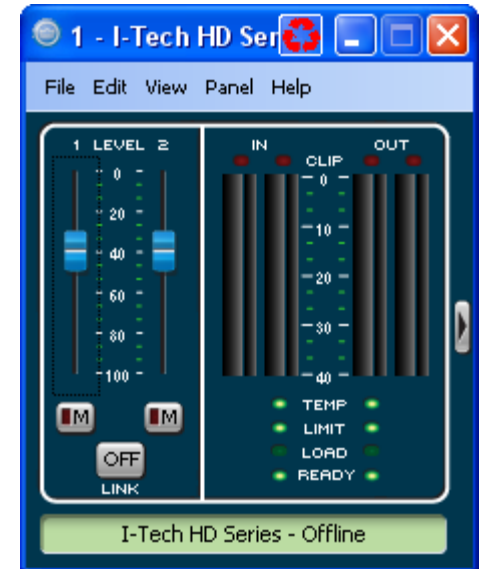 1 - I-Tech HD Ser
File Edit View Panel Help
1 LEVEL 2
0
20
40
60
80
100
M M
OFF
LINK
IN OUT
CLIP
0
10
20
30
40
TEMP
LIMIT
LOAD
READY
I-Tech HD Series - Offline